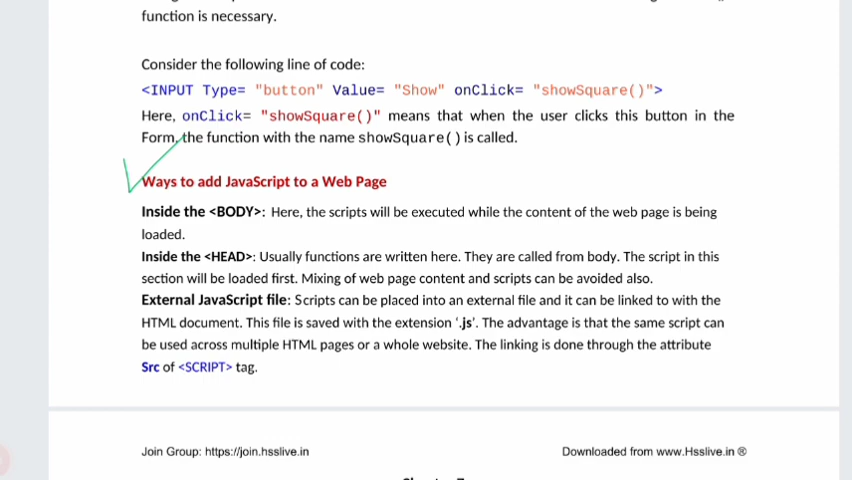 function is necessary.
Consider the following line of code:
<INPUT Type= "button" Value= "Show" onClick= "showSquare()">
Here, onClick= "showSquare()" means that when the user clicks this button in the
Form, the function with the name showSquare() is called.
Ways to add JavaScript to a Web Page
Inside the <BODY>: Here, the scripts will be executed while the content of the web page is being
loaded.
Inside the <HEAD>: Usually functions are written here. They are called from body. The script in this
section will be loaded first. Mixing of web page content and scripts can be avoided also.
External JavaScript file: Scripts can be placed into an external file and it can be linked to with the
HTML document. This file is saved with the extension '.js'. The advantage is that the same script can
be used across multiple HTML pages or a whole website. The linking is done through the attribute
Src of <SCRIPT> tag.
Join Group: https://join.hsslive.in
Downloaded from www.Hsslive.in ®